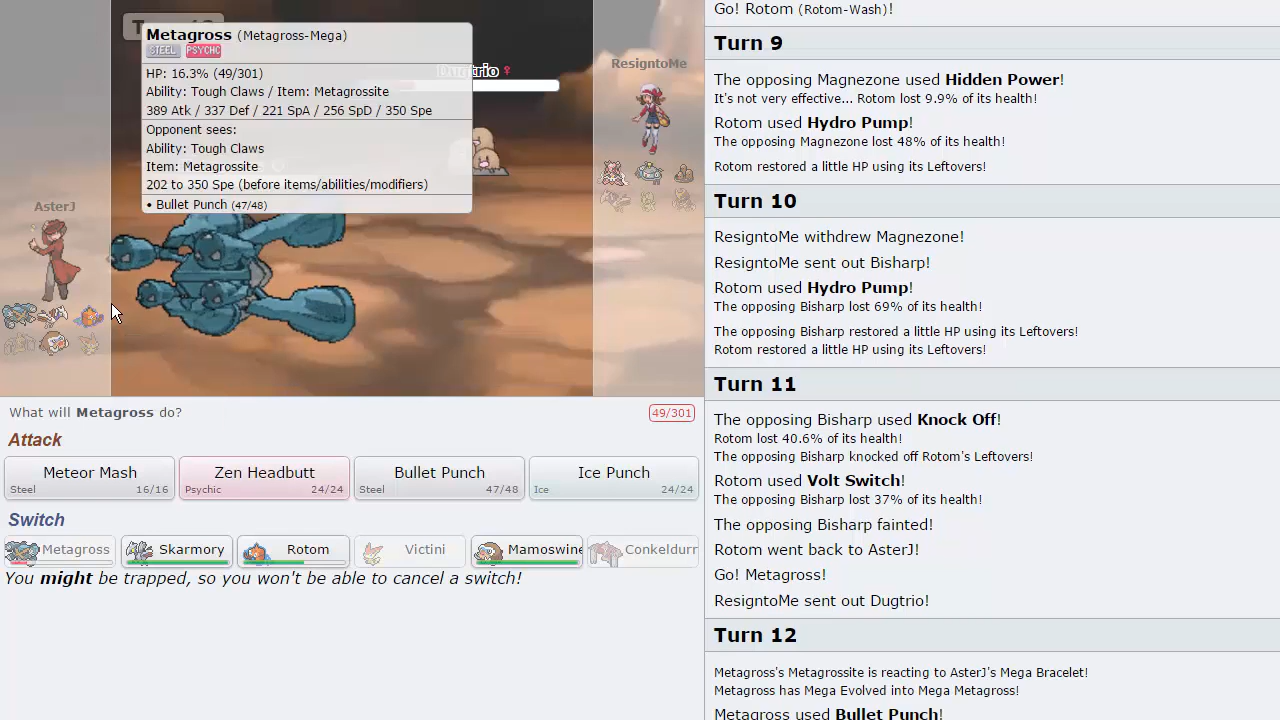 Metagross (Metagross-Mega)
STEEL PSYCHC
HP: 16.3% (49/301)
Ability: Tough Claws / Item: Metagrossite
389 Atk / 337 Def / 221 SpA / 256 SpD / 350 Spe
Opponent sees:
Ability: Tough Claws
Item: Metagrossite
202 to 350 Spe (before items/abilities/modifiers)
• Bullet Punch (47/48)
ResigntoMe
AsterJ
What will Metagross do?
49/301
Attack
Meteor Mash
Steel 16/16
Zen Headbutt
Psychic 24/24
Bullet Punch
Steel 47/48
Ice Punch
Ice 24/24
Switch
Metagross
Skarmory
Rotom
Victini
Mamoswine
Conkeldurr
You might be trapped, so you won't be able to cancel a switch!
Go! Rotom (Rotom-Wash)!
Turn 9
The opposing Magnezone used Hidden Power!
It's not very effective... Rotom lost 9.9% of its health!
Rotom used Hydro Pump!
The opposing Magnezone lost 48% of its health!
Rotom restored a little HP using its Leftovers!
Turn 10
ResigntoMe withdrew Magnezone!
ResigntoMe sent out Bisharp!
Rotom used Hydro Pump!
The opposing Bisharp lost 69% of its health!
The opposing Bisharp restored a little HP using its Leftovers!
Rotom restored a little HP using its Leftovers!
Turn 11
The opposing Bisharp used Knock Off!
Rotom lost 40.6% of its health!
The opposing Bisharp knocked off Rotom's Leftovers!
Rotom used Volt Switch!
The opposing Bisharp lost 37% of its health!
The opposing Bisharp fainted!
Rotom went back to AsterJ!
Go! Metagross!
ResigntoMe sent out Dugtrio!
Turn 12
Metagross's Metagrossite is reacting to AsterJ's Mega Bracelet!
Metagross has Mega Evolved into Mega Metagross!
Metagross used Bullet Punch!